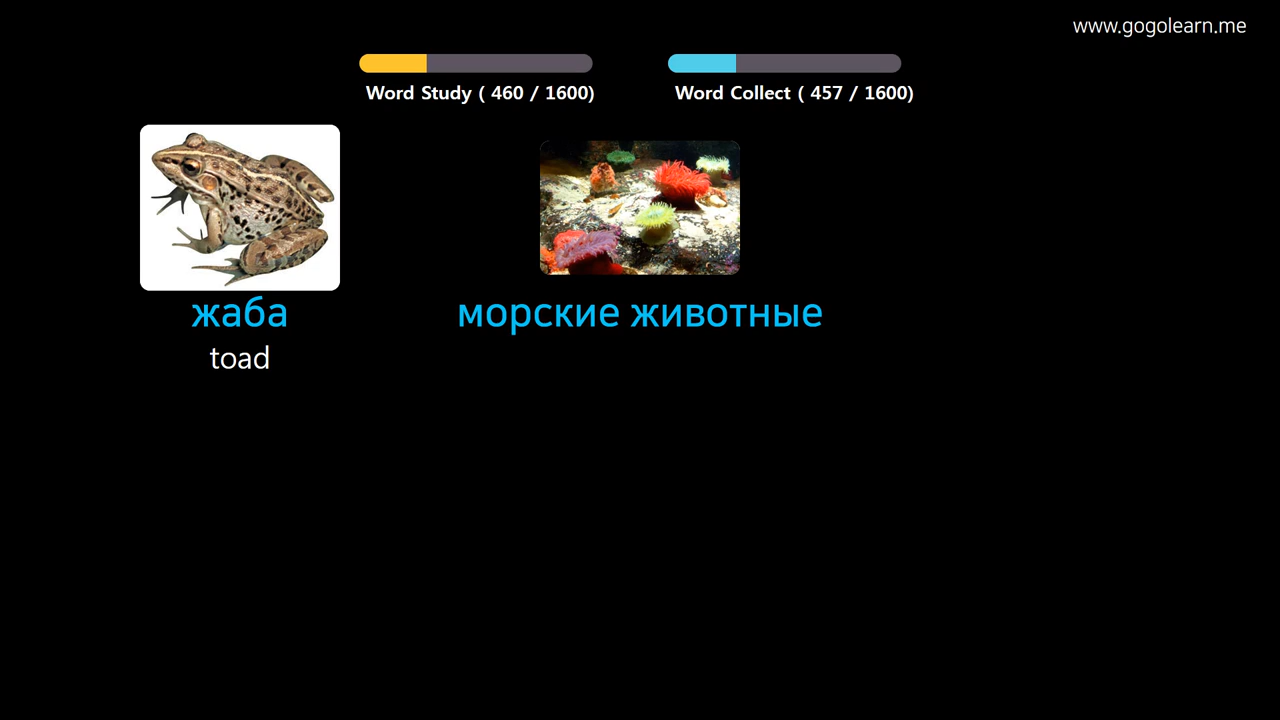 www.gogolearn.me
Word Study ( 460 / 1600)
Word Collect ( 457 / 1600)
жаба
toad
морские животные